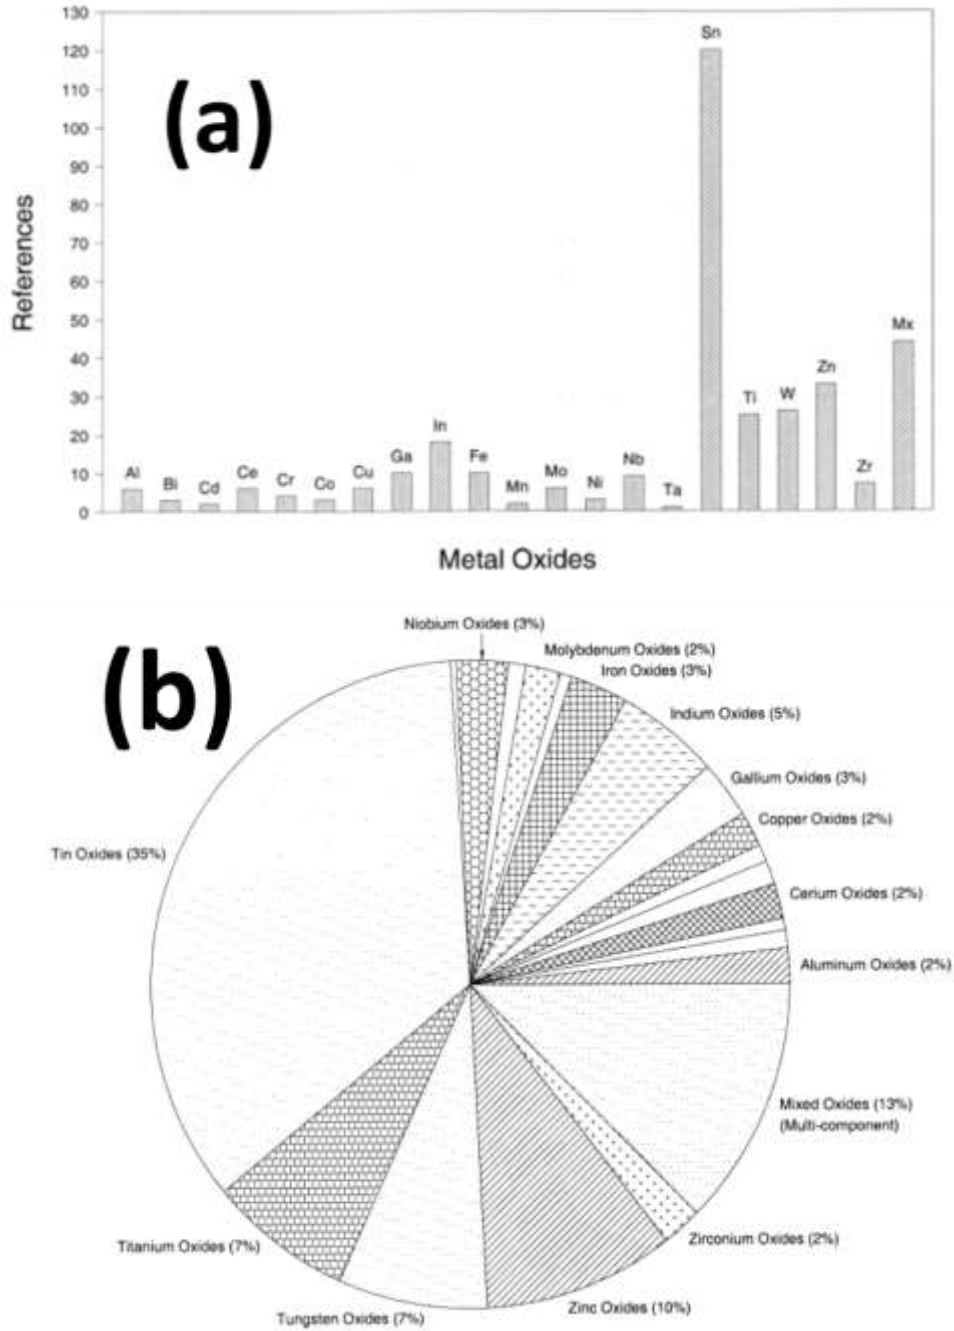 (a)
References
130
120
110
100
90
80
70
60
50
40
30
20
10
0
Al
Bi
Cd
Ce
Cr
Co
Cu
Ga
In
Fe
Mn
Mo
Ni
Nb
Ta
Sn
Ti
W
Zn
Zr
Mx
Metal Oxides
(b)
Niobium Oxides (3%)
Molybdenum Oxides (2%)
Iron Oxides (3%)
Indium Oxides (5%)
Gallium Oxides (3%)
Copper Oxides (2%)
Tin Oxides (35%)
Cerium Oxides (2%)
Aluminum Oxides (2%)
Mixed Oxides (13%)
(Multi-component)
Zirconium Oxides (2%)
Titanium Oxides (7%)
Zinc Oxides (10%)
Tungsten Oxides (7%)